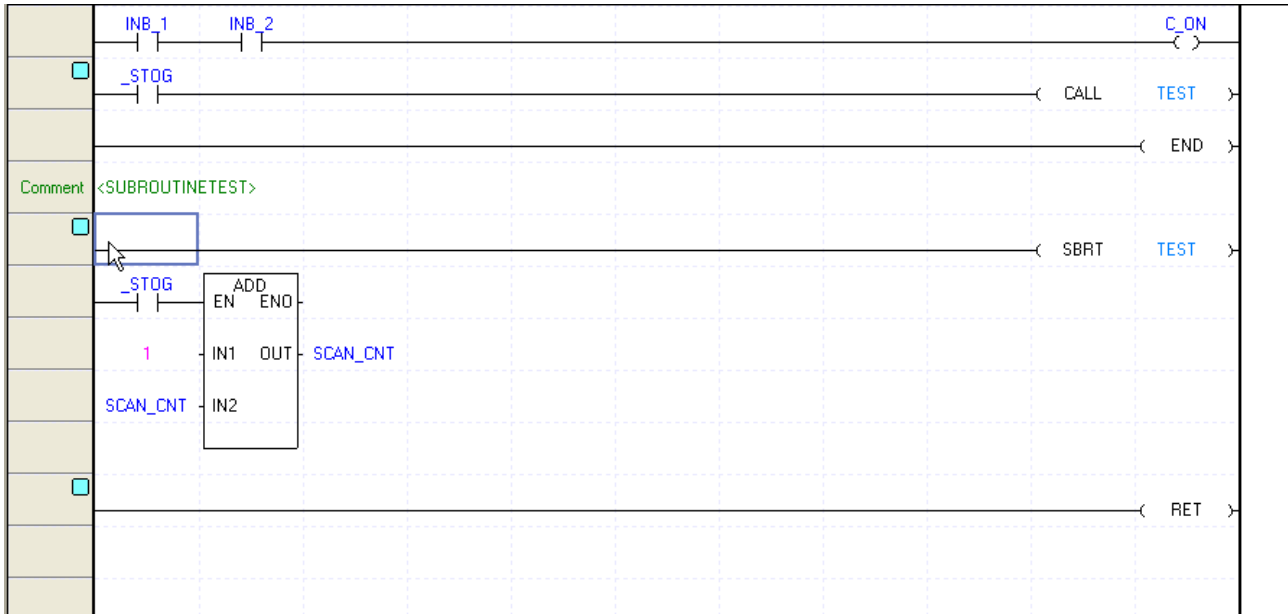 INB_1 INB_2 C_ON
_STOG
CALL TEST
END
Comment <SUBROUTINETEST>
SBRT TEST
_STOG ADD
EN ENO
1 IN1 OUT SCAN_CNT
SCAN_CNT IN2
RET